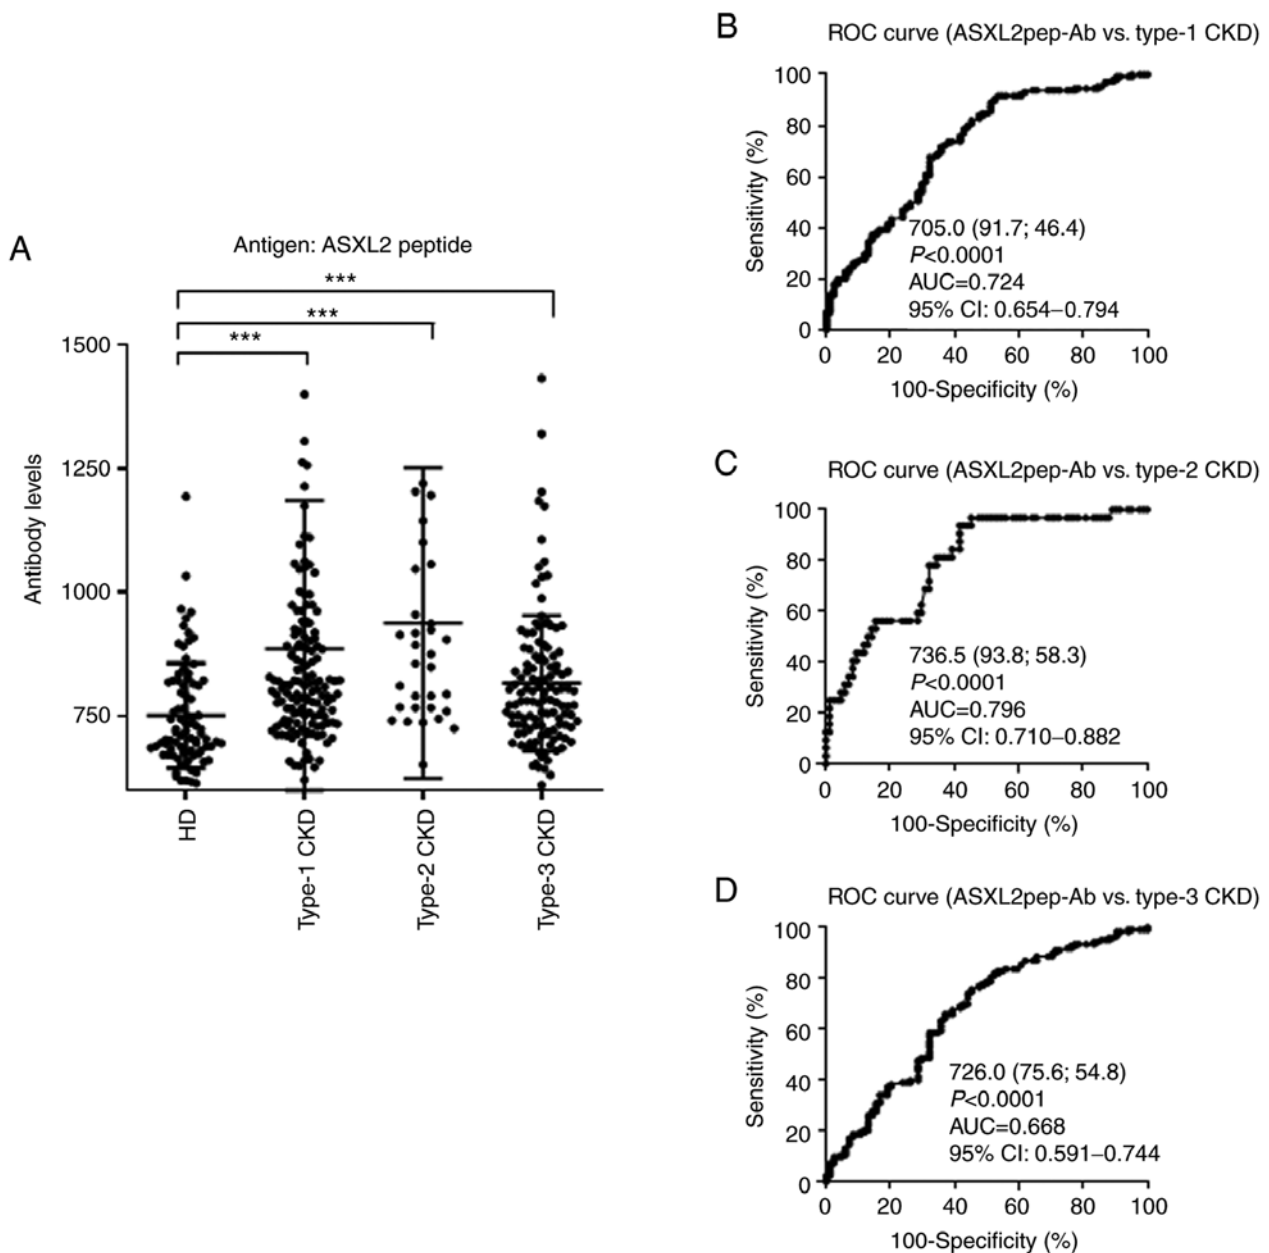 A
Antigen: ASXL2 peptide
***
***
***
1500
1250
1000
750
Antibody levels
HD
Type-1 CKD
Type-2 CKD
Type-3 CKD
B
ROC curve (ASXL2pep-Ab vs. type-1 CKD)
100
80
60
40
20
0
Sensitivity (%)
705.0 (91.7; 46.4)
P<0.0001
AUC=0.724
95% CI: 0.654–0.794
0 20 40 60 80 100
100-Specificity (%)
C
ROC curve (ASXL2pep-Ab vs. type-2 CKD)
100
80
60
40
20
0
Sensitivity (%)
736.5 (93.8; 58.3)
P<0.0001
AUC=0.796
95% CI: 0.710–0.882
0 20 40 60 80 100
100-Specificity (%)
D
ROC curve (ASXL2pep-Ab vs. type-3 CKD)
100
80
60
40
20
0
Sensitivity (%)
726.0 (75.6; 54.8)
P<0.0001
AUC=0.668
95% CI: 0.591–0.744
0 20 40 60 80 100
100-Specificity (%)